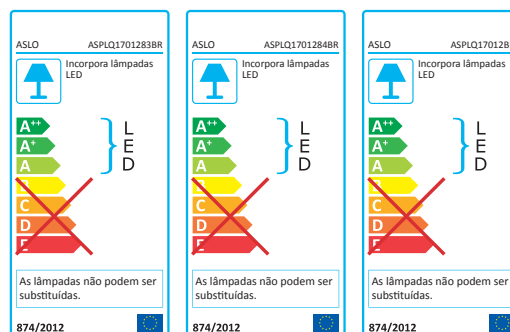 ASLO ASPLQ1701283BR
Incorpora lâmpadas
LED
A++
A+
A
C
D
L
E
D
As lâmpadas não podem ser
substituídas.
874/2012
ASLO ASPLQ1701284BR
Incorpora lâmpadas
LED
A++
A+
A
C
D
L
E
D
As lâmpadas não podem ser
substituídas.
874/2012
ASLO ASPLQ17012
Incorpora lâmpadas
LED
A++
A+
A
C
D
L
E
D
As lâmpadas não podem ser
substituídas.
874/2012